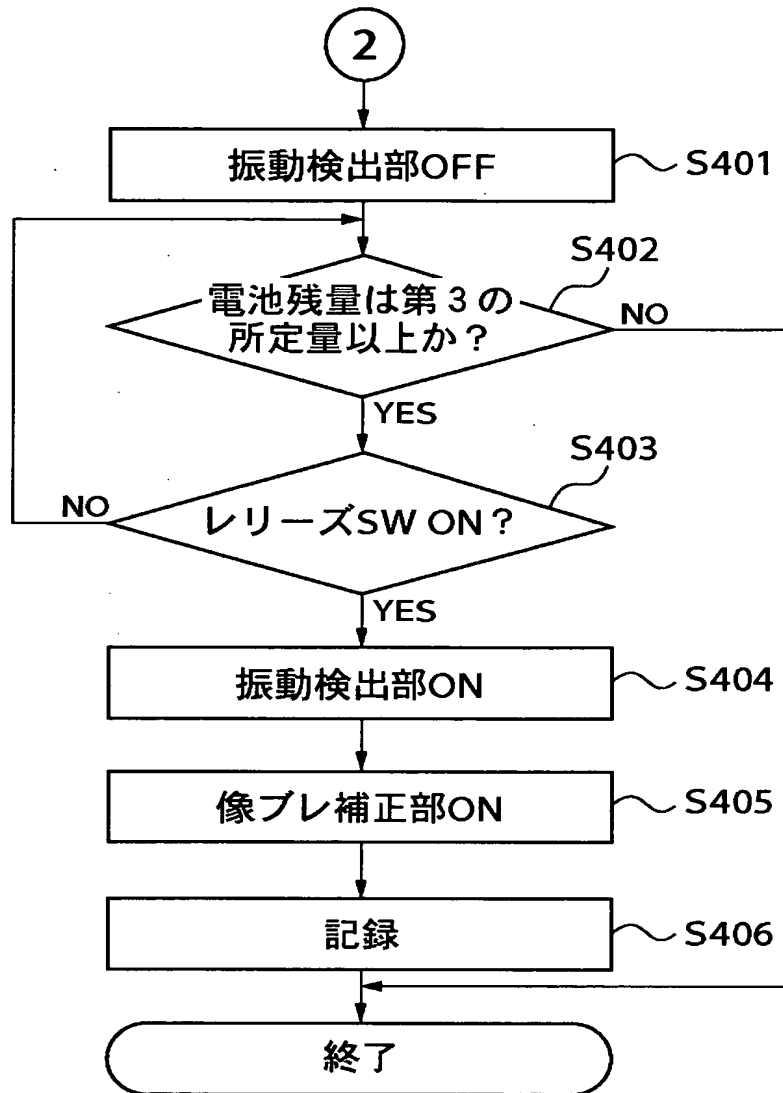 2
振動検出部OFF
S401
S402
電池残量は第３の
所定量以上か？
NO
YES
S403
NO
レリーズSW ON？
YES
振動検出部ON
S404
像ブレ補正部ON
S405
記録
S406
終了